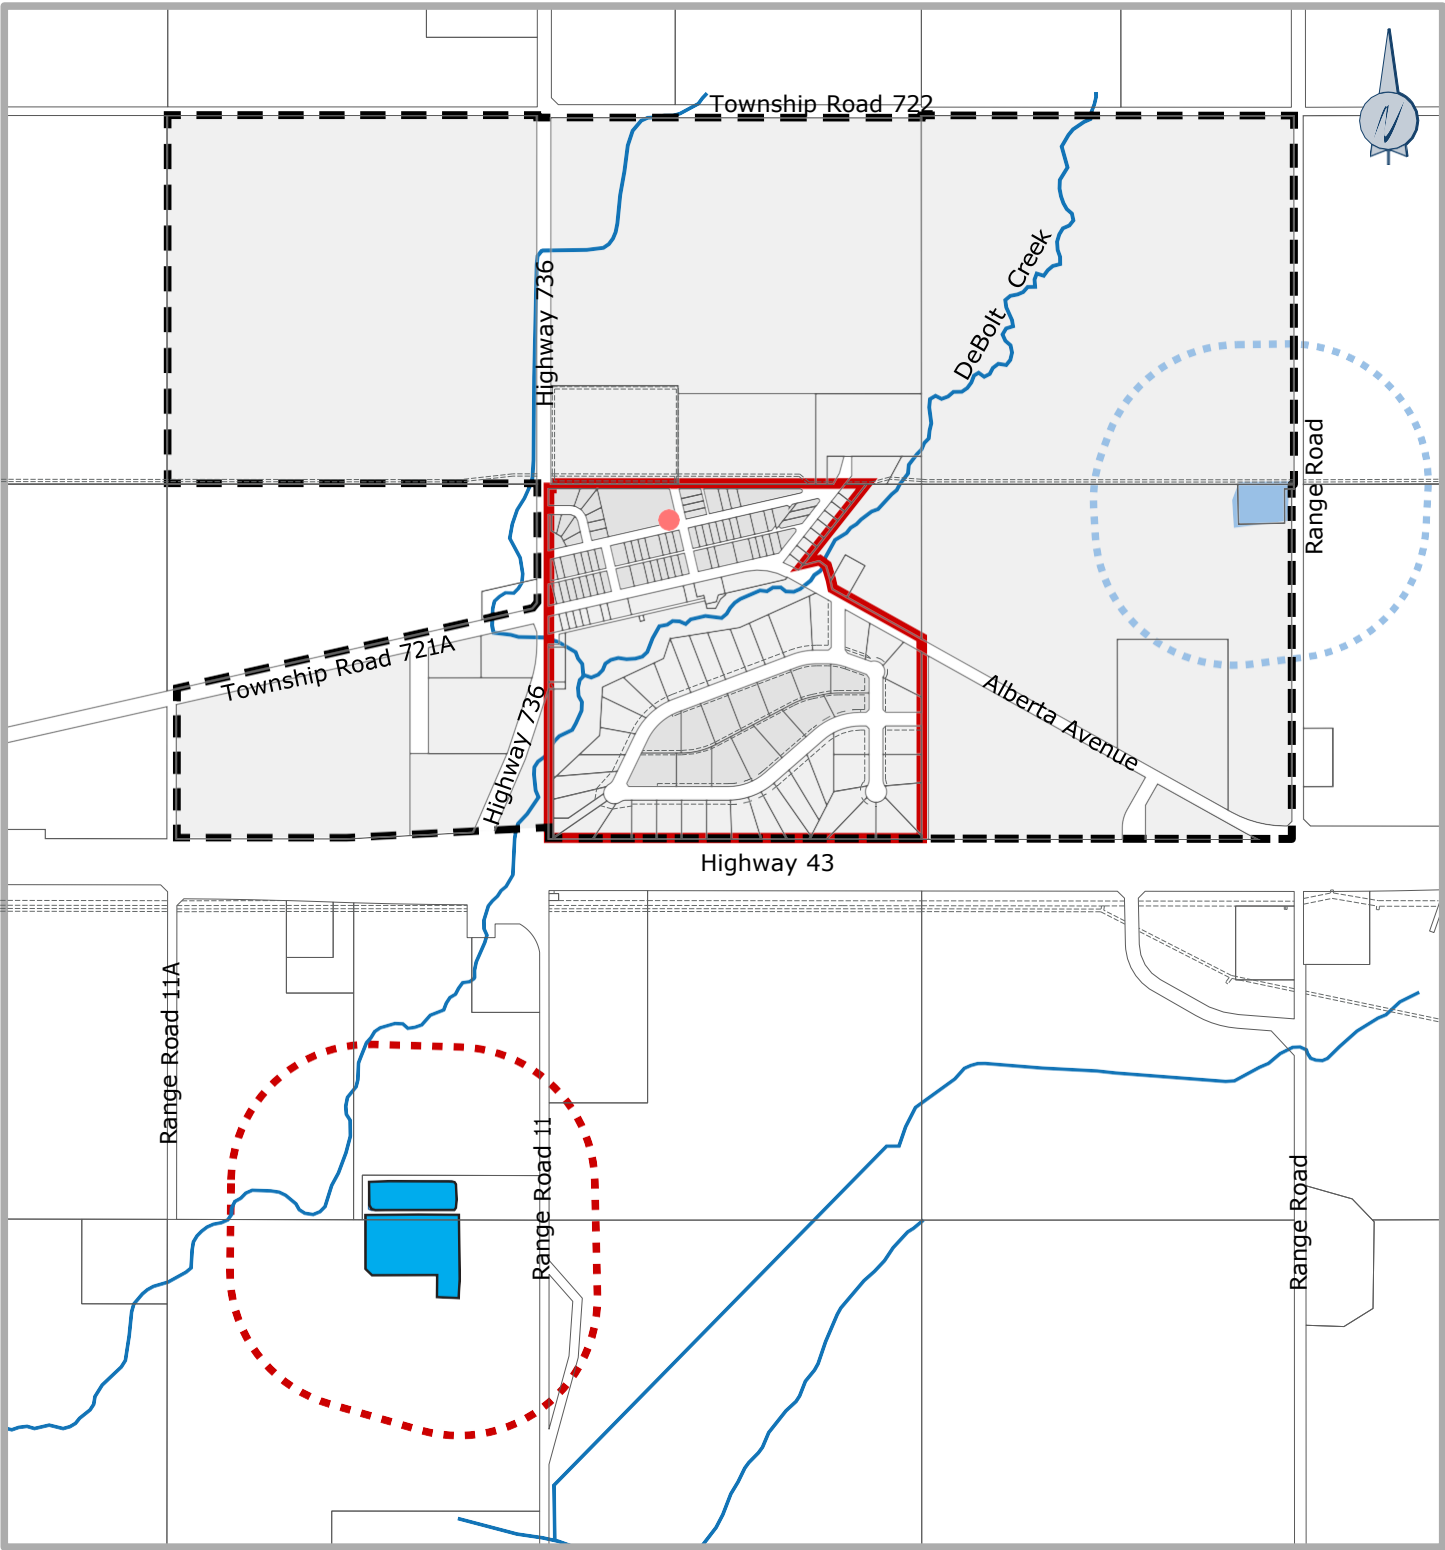 Township Road 722
N
DeBolt Creek
Highway 736
Range Road
Township Road 721A
Highway 736
Alberta Avenue
Highway 43
Range Road 11A
Range Road 11
Range Road